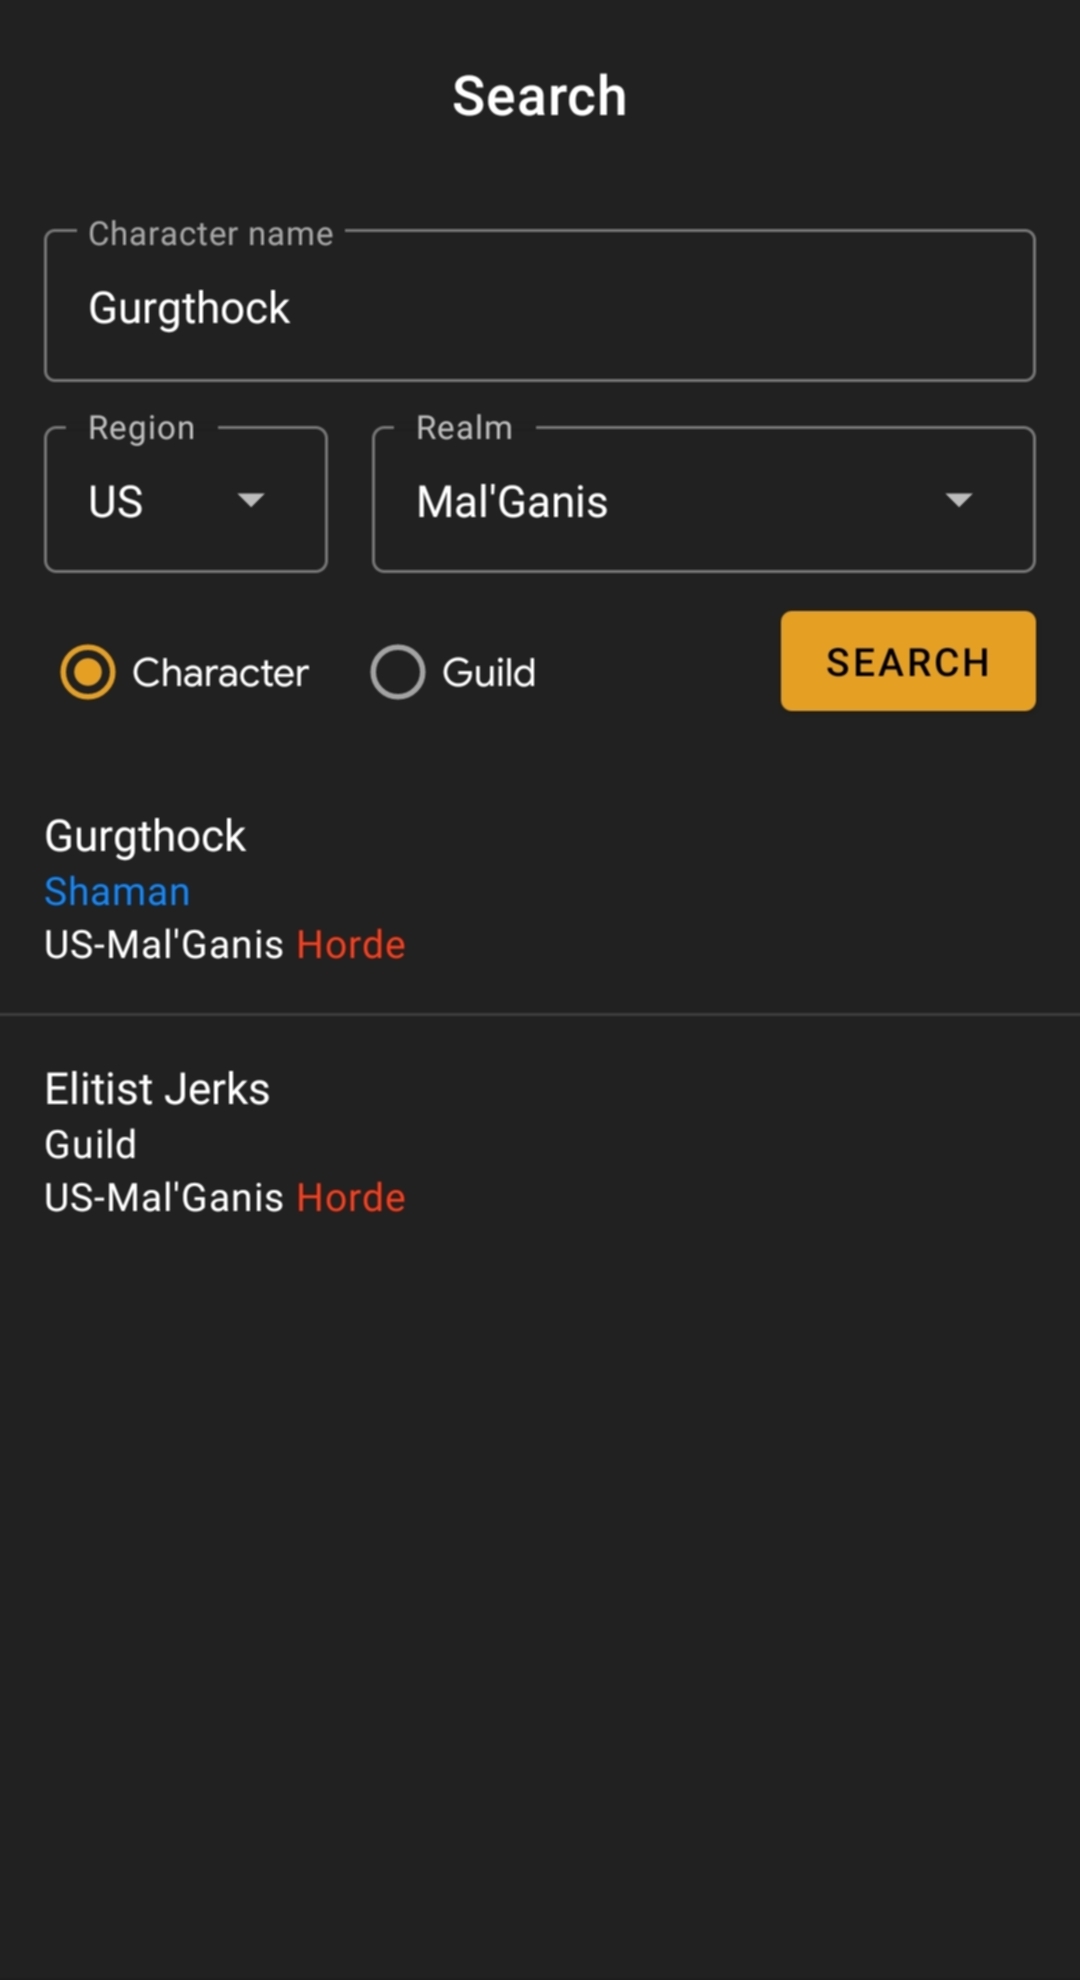 Search
Character name
Gurgthock
Region
US
Realm
Mal'Ganis
Character
Guild
SEARCH
Gurgthock
Shaman
US-Mal'Ganis Horde
Elitist Jerks
Guild
US-Mal'Ganis Horde